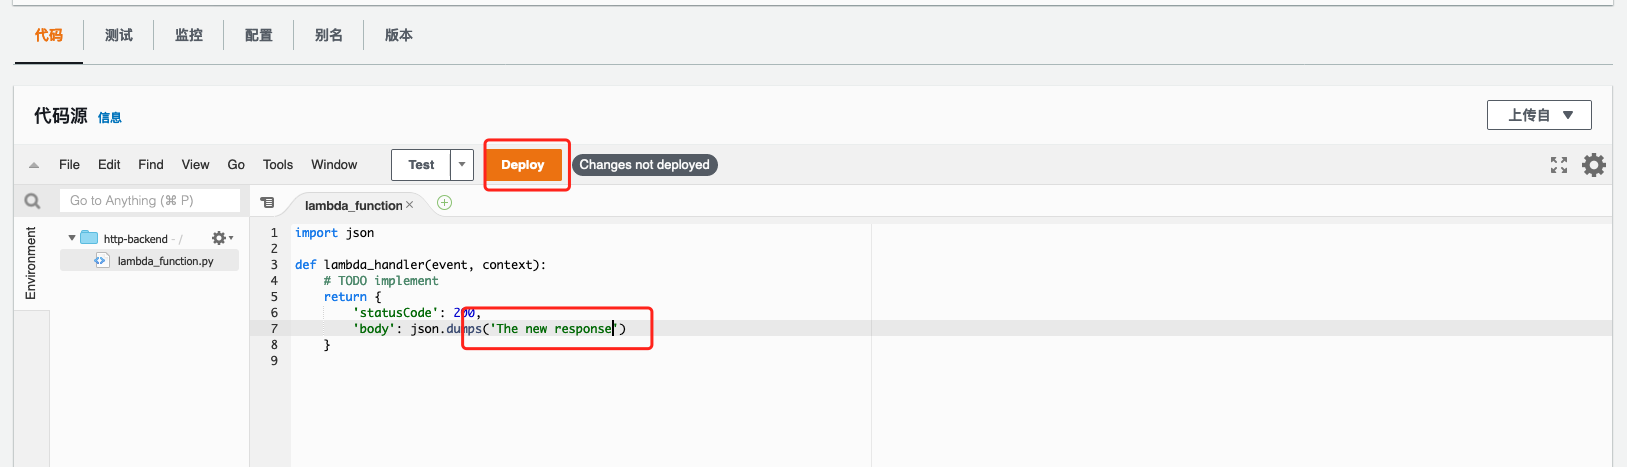 代码 测试 监控 配置 别名 版本
代码源 信息 上传自
File Edit Find View Go Tools Window Test Deploy Changes not deployed
Go to Anything (⌘ P) lambda_function
Environment
http-backend - /
lambda_function.py
1 import json
2
3 def lambda_handler(event, context):
4 # TODO implement
5 return {
6 'statusCode': 200,
7 'body': json.dumps('The new response')
8 }
9